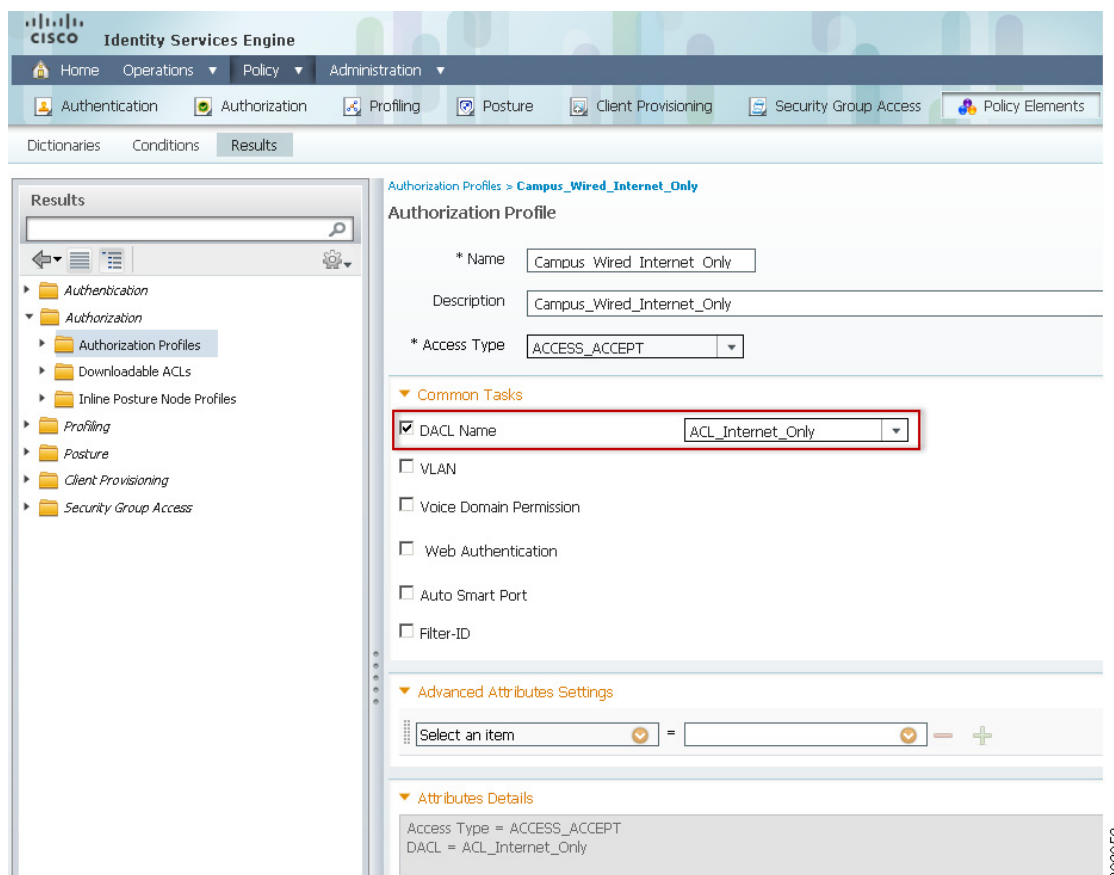 CISCO Identity Services Engine
Home Operations Policy Administration
Authentication Authorization Profiling Posture Client Provisioning Security Group Access Policy Elements
Dictionaries Conditions Results
Results
Authentication
Authorization
Authorization Profiles
Downloadable ACLs
Inline Posture Node Profiles
Profiling
Posture
Client Provisioning
Security Group Access
Authorization Profiles > Campus_Wired_Internet_Only
Authorization Profile
* Name Campus_Wired_Internet_Only
Description Campus_Wired_Internet_Only
* Access Type ACCESS_ACCEPT
Common Tasks
DACL Name ACL_Internet_Only
VLAN
Voice Domain Permission
Web Authentication
Auto Smart Port
Filter-ID
Advanced Attributes Settings
Select an item =
Attributes Details
Access Type = ACCESS_ACCEPT
DACL = ACL_Internet_Only